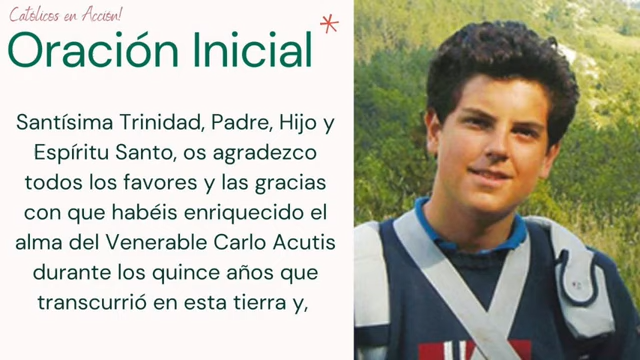 Católicos en Acción!
Oración Inicial *
Santísima Trinidad, Padre, Hijo y
Espíritu Santo, os agradezco
todos los favores y las gracias
con que habéis enriquecido el
alma del Venerable Carlo Acutis
durante los quince años que
transcurrió en esta tierra y,